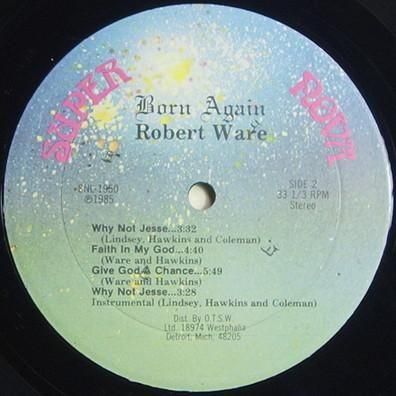 SUPER NOVA
Born Again
Robert Ware
SNL-1950
©1985
SIDE 2
33 1/3 RPM
Stereo
Why Not Jesse...3:32
(Lindsey, Hawkins and Coleman)
Faith In My God...4:40
(Ware and Hawkins)
Give God A Chance...5:49
(Ware and Hawkins)
Why Not Jesse...3:28
Instrumental (Lindsey, Hawkins and Coleman)
Dist. By O.T.S.W.
Ltd. 18974 Westphalia
Detroit, Mich. 48205